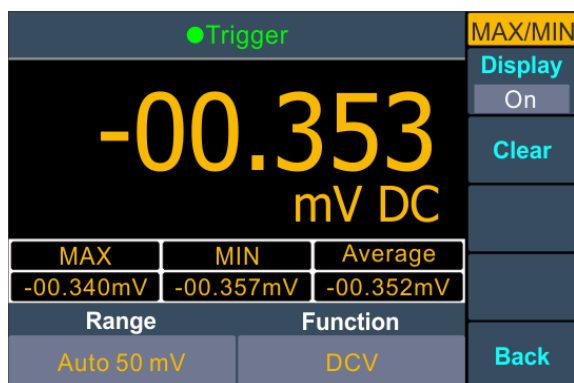 Trigger
MAX/MIN
Display
On
-00.353
mV DC
Clear
MAX MIN Average
-00.340mV -00.357mV -00.352mV
Range Function
Auto 50 mV DCV
Back